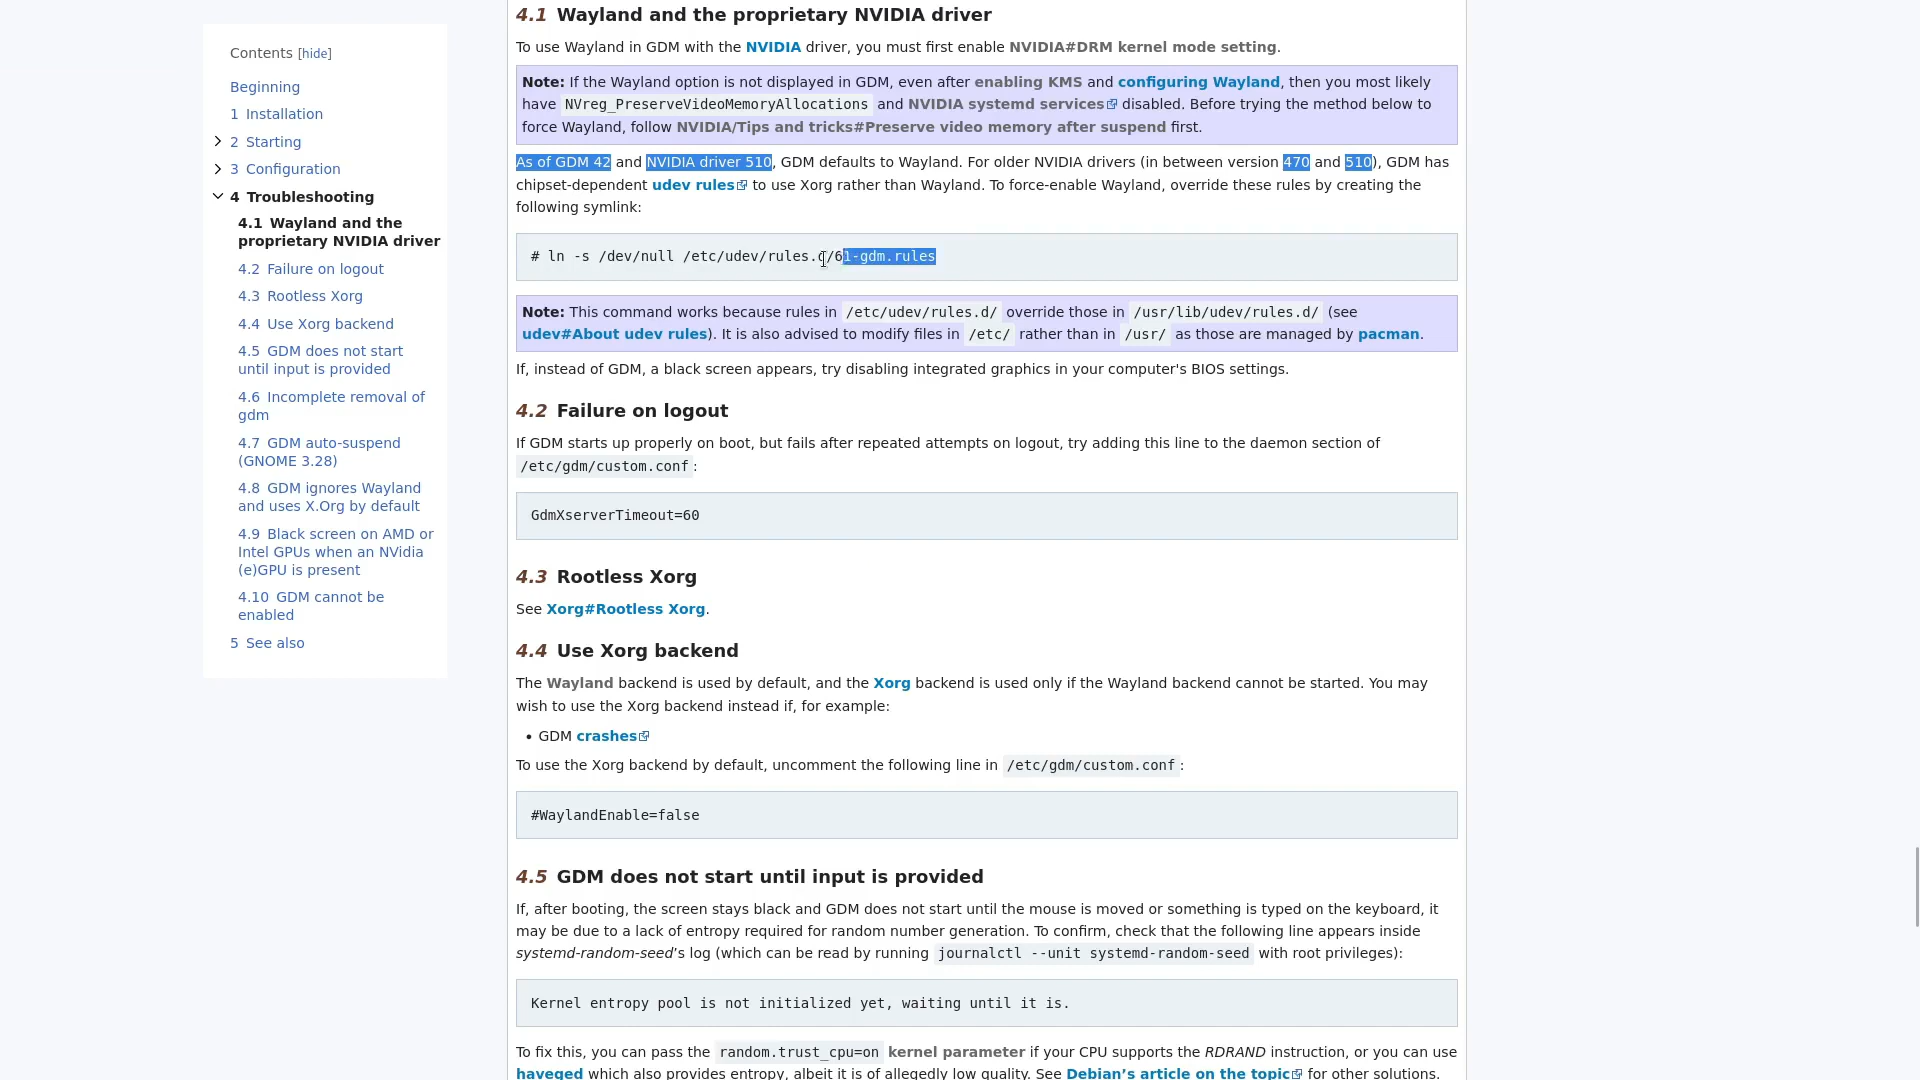 Contents [hide]
Beginning
1 Installation
2 Starting
3 Configuration
4 Troubleshooting
4.1 Wayland and the
proprietary NVIDIA driver
4.2 Failure on logout
4.3 Rootless Xorg
4.4 Use Xorg backend
4.5 GDM does not start
until input is provided
4.6 Incomplete removal of
gdm
4.7 GDM auto-suspend
(GNOME 3.28)
4.8 GDM ignores Wayland
and uses X.Org by default
4.9 Black screen on AMD or
Intel GPUs when an NVidia
(e)GPU is present
4.10 GDM cannot be
enabled
5 See also
4.1 Wayland and the proprietary NVIDIA driver
To use Wayland in GDM with the NVIDIA driver, you must first enable NVIDIA#DRM kernel mode setting.
Note: If the Wayland option is not displayed in GDM, even after enabling KMS and configuring Wayland, then you most likely
have NVreg_PreserveVideoMemoryAllocations and NVIDIA systemd services disabled. Before trying the method below to
force Wayland, follow NVIDIA/Tips and tricks#Preserve video memory after suspend first.
As of GDM 42 and NVIDIA driver 510, GDM defaults to Wayland. For older NVIDIA drivers (in between version 470 and 510), GDM has
chipset-dependent udev rules to use Xorg rather than Wayland. To force-enable Wayland, override these rules by creating the
following symlink:
# ln -s /dev/null /etc/udev/rules.d/61-gdm.rules
Note: This command works because rules in /etc/udev/rules.d/ override those in /usr/lib/udev/rules.d/ (see
udev#About udev rules). It is also advised to modify files in /etc/ rather than in /usr/ as those are managed by pacman.
If, instead of GDM, a black screen appears, try disabling integrated graphics in your computer's BIOS settings.
4.2 Failure on logout
If GDM starts up properly on boot, but fails after repeated attempts on logout, try adding this line to the daemon section of
/etc/gdm/custom.conf:
GdmXserverTimeout=60
4.3 Rootless Xorg
See Xorg#Rootless Xorg.
4.4 Use Xorg backend
The Wayland backend is used by default, and the Xorg backend is used only if the Wayland backend cannot be started. You may
wish to use the Xorg backend instead if, for example:
• GDM crashes
To use the Xorg backend by default, uncomment the following line in /etc/gdm/custom.conf:
#WaylandEnable=false
4.5 GDM does not start until input is provided
If, after booting, the screen stays black and GDM does not start until the mouse is moved or something is typed on the keyboard, it
may be due to a lack of entropy required for random number generation. To confirm, check that the following line appears inside
systemd-random-seed’s log (which can be read by running journalctl --unit systemd-random-seed with root privileges):
Kernel entropy pool is not initialized yet, waiting until it is.
To fix this, you can pass the random.trust_cpu=on kernel parameter if your CPU supports the RDRAND instruction, or you can use
haveged which also provides entropy, albeit it is of allegedly low quality. See Debian’s article on the topic for other solutions.